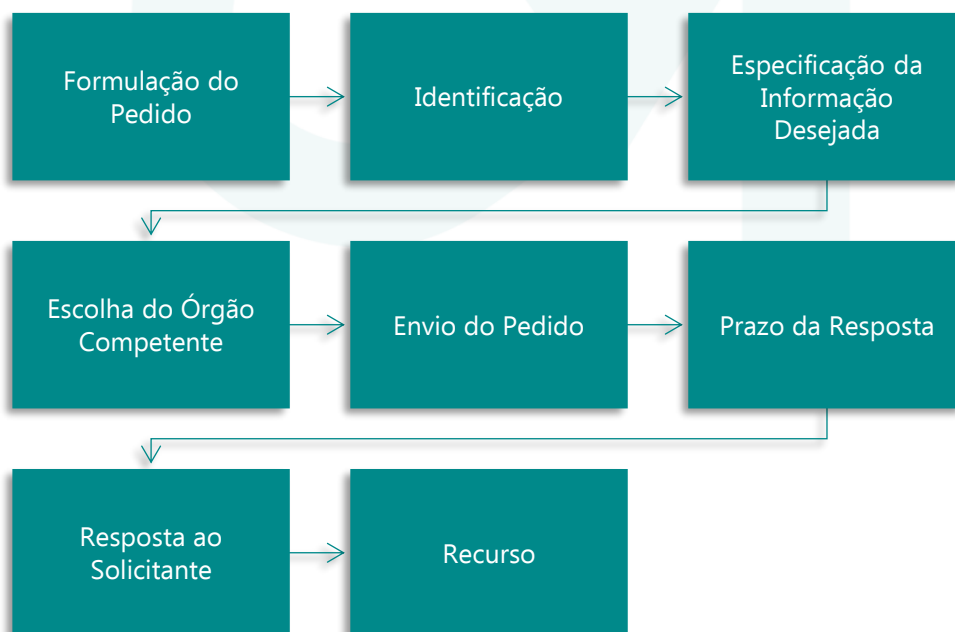 Formulação do
Pedido
Identificação
Especificação da
Informação
Desejada
Escolha do Órgão
Competente
Envio do Pedido
Prazo da Resposta
Resposta ao
Solicitante
Recurso